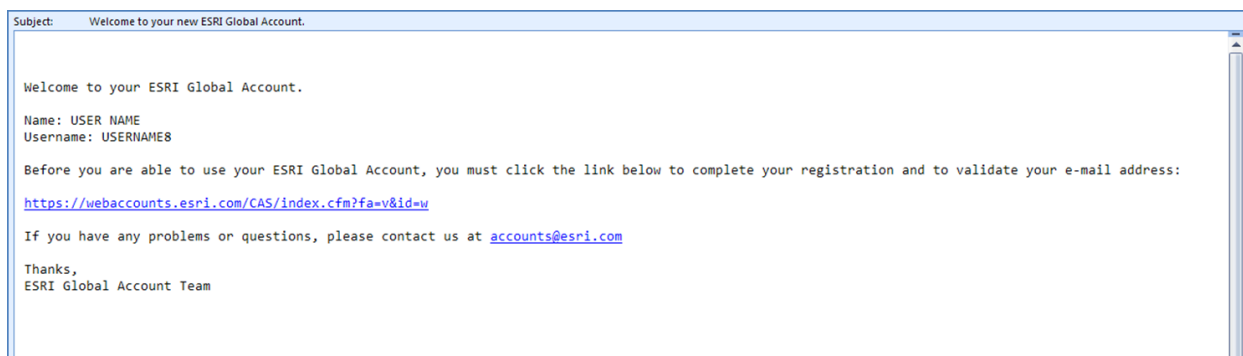 Subject: Welcome to your new ESRI Global Account.
Welcome to your ESRI Global Account.
Name: USER NAME
Username: USERNAME8
Before you are able to use your ESRI Global Account, you must click the link below to complete your registration and to validate your e-mail address:
https://webaccounts.esri.com/CAS/index.cfm?fa=v&id=w
If you have any problems or questions, please contact us at accounts@esri.com
Thanks,
ESRI Global Account Team